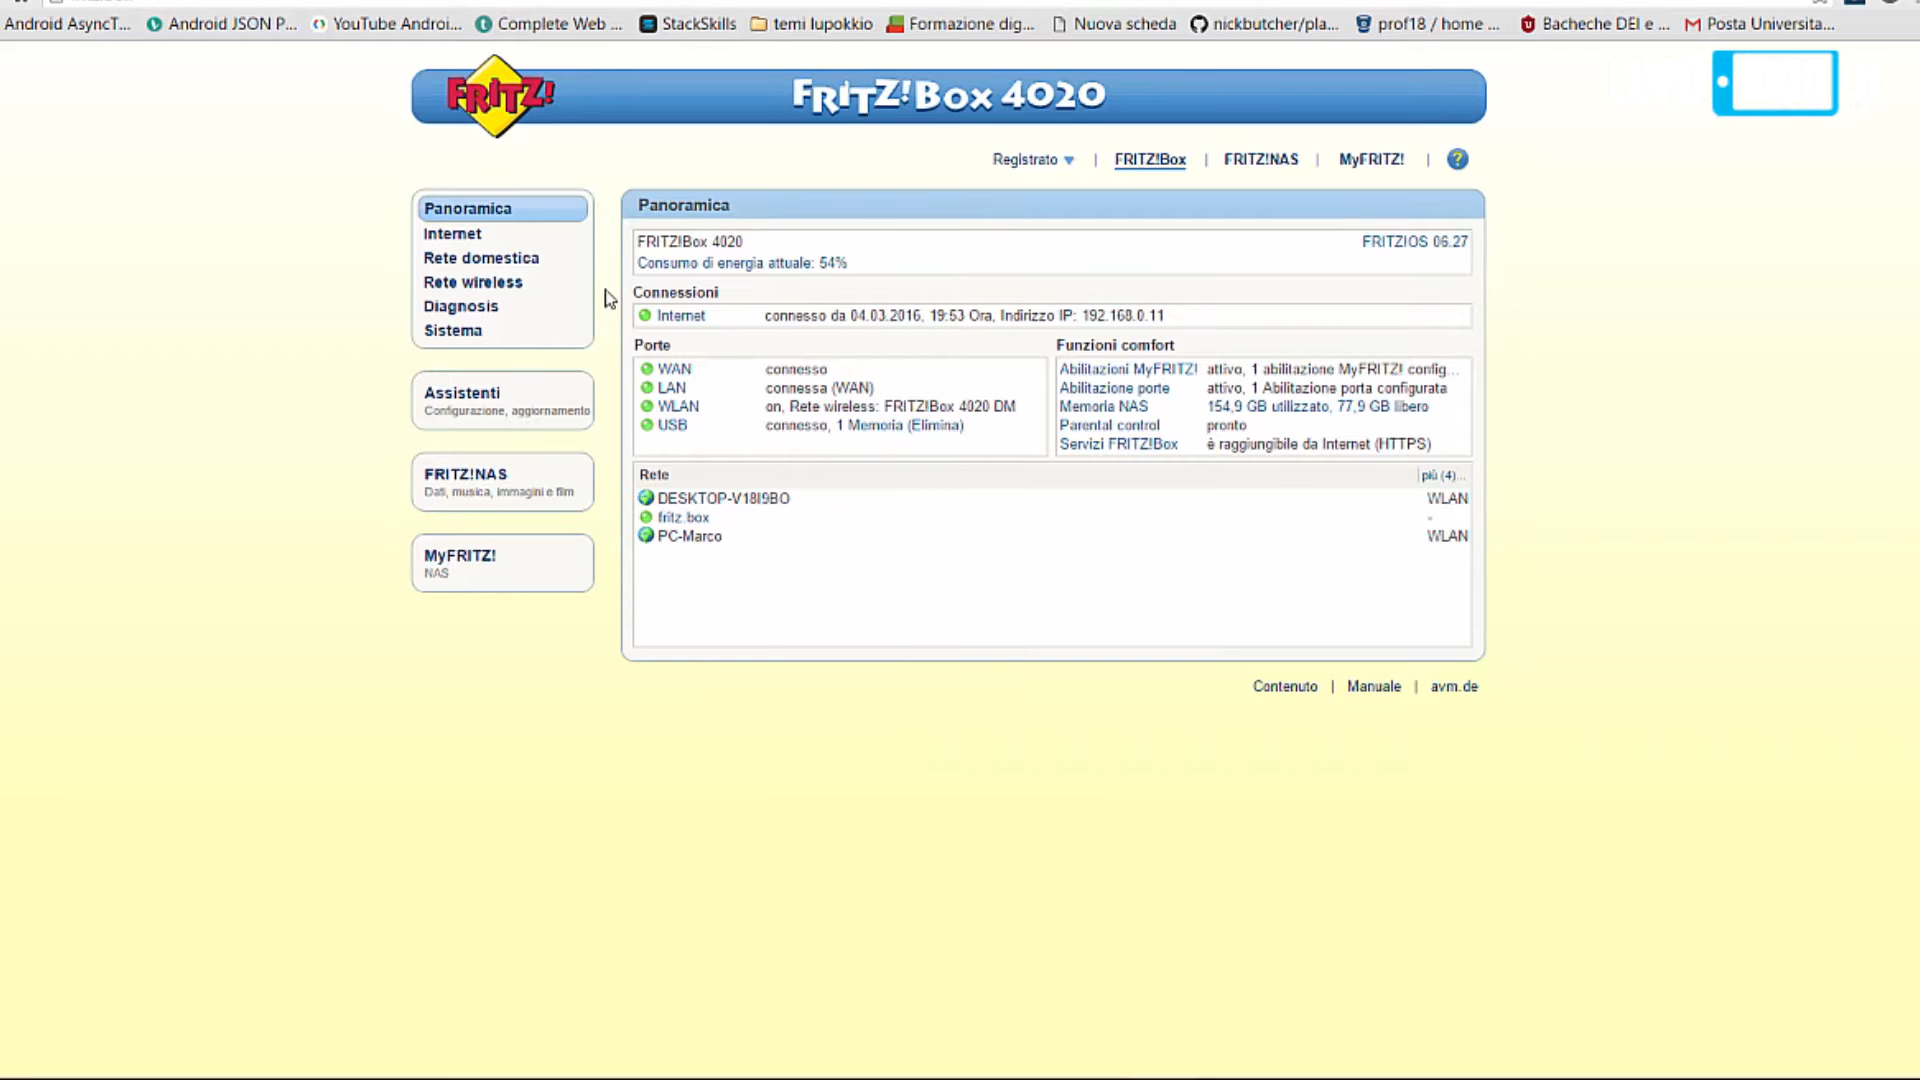 Android AsyncT... Android JSON P... YouTube Androi... Complete Web ... StackSkills temi lupokkio Formazione dig... Nuova scheda nickbutcher/pla... prof18 / home ... Bacheche DEI e ... Posta Universita...
FRITZ! FRITZ!Box 4020
Registrato | FRITZ!Box | FRITZ!NAS | MyFRITZ! | ?
Panoramica
Internet
Rete domestica
Rete wireless
Diagnosis
Sistema
Assistenti
Configurazione, aggiornamento
FRITZ!NAS
Dati, musica, immagini e film
MyFRITZ!
NAS
Panoramica
FRITZ!Box 4020 FRITZ!OS 06.27
Consumo di energia attuale: 54%
Connessioni
Internet connesso da 04.03.2016, 19:53 Ora, Indirizzo IP: 192.168.0.11
Porte
WAN connesso
LAN connessa (WAN)
WLAN on, Rete wireless: FRITZ!Box 4020 DM
USB connesso, 1 Memoria (Elimina)
Funzioni comfort
Abilitazioni MyFRITZ! attivo, 1 abilitazione MyFRITZ! config...
Abilitazione porte attivo, 1 Abilitazione porta configurata
Memoria NAS 154,9 GB utilizzato, 77,9 GB libero
Parental control pronto
Servizi FRITZ!Box è raggiungibile da Internet (HTTPS)
Rete più (4)...
DESKTOP-V18I9BO WLAN
fritz.box -
PC-Marco WLAN
Contenuto | Manuale | avm.de